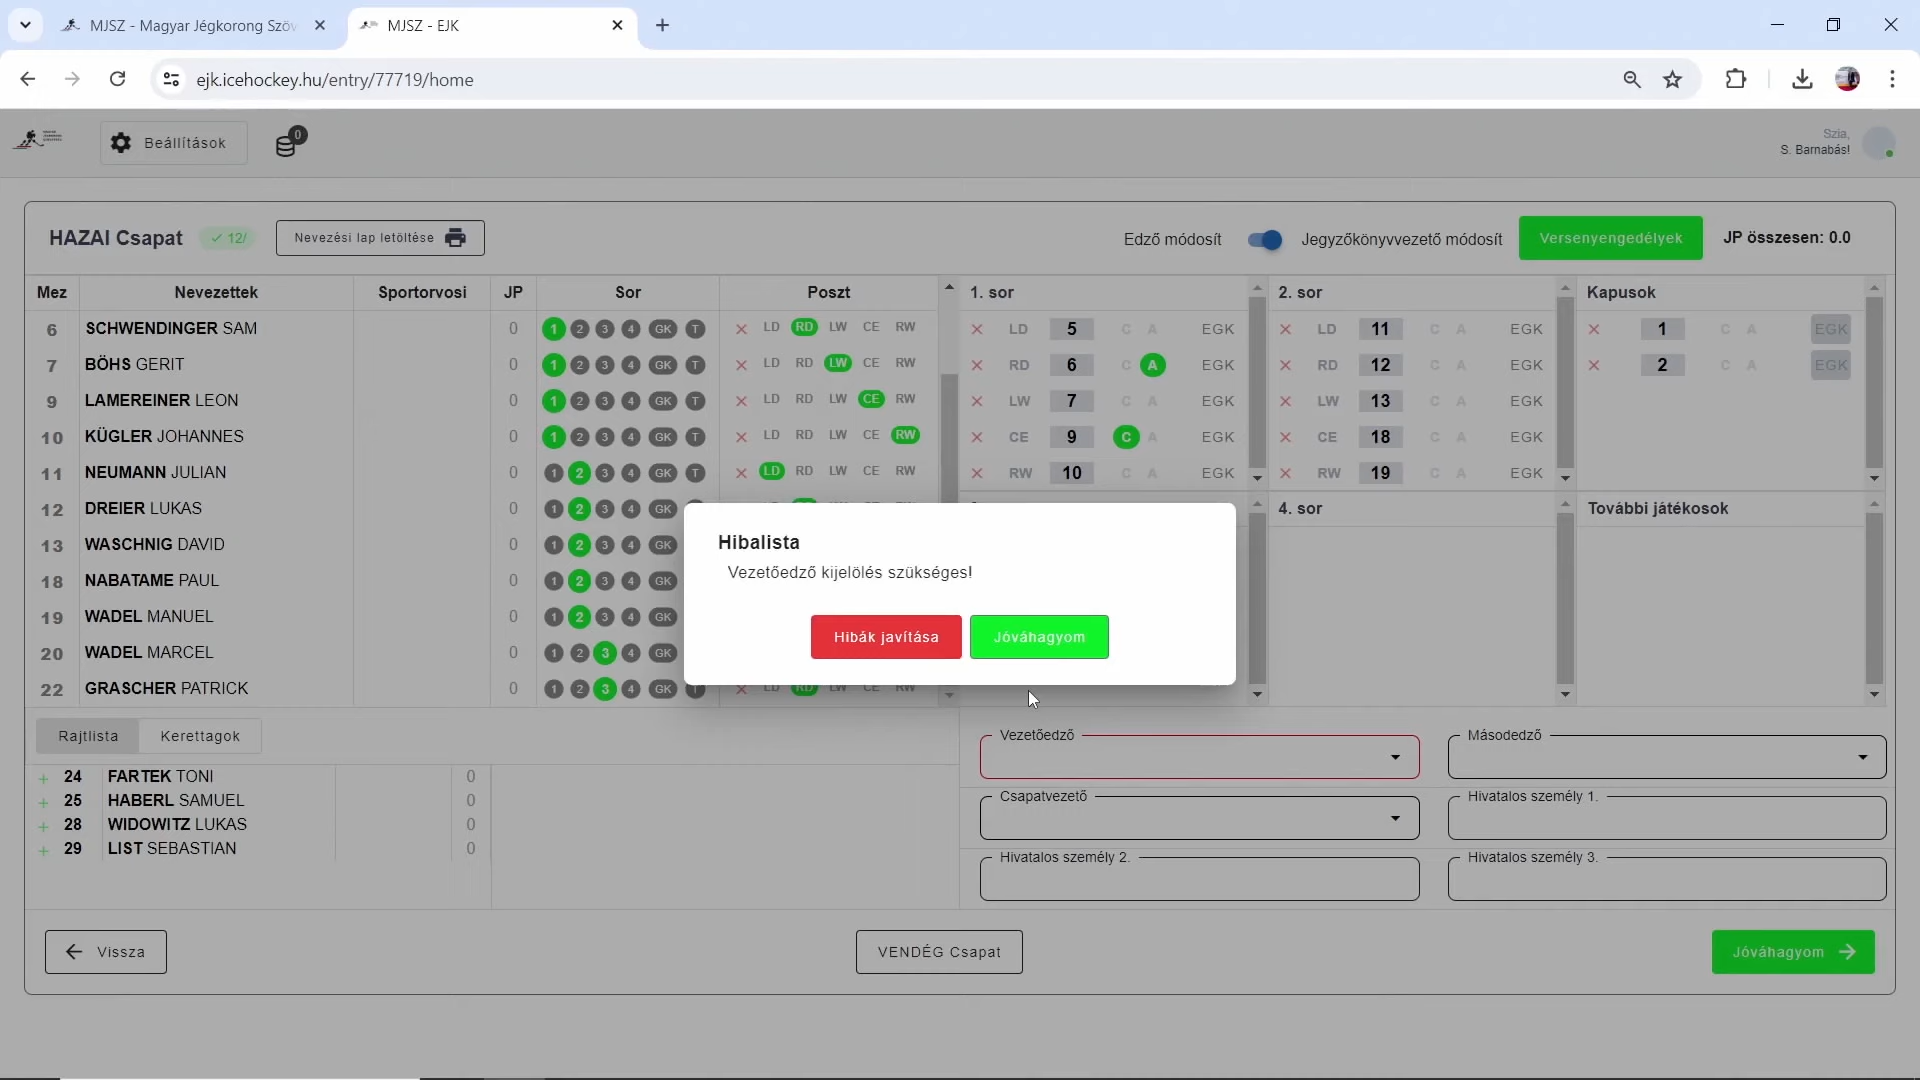 MJSZ - Magyar Jégkorong Szöv
MJSZ - EJK
ejk.icehockey.hu/entry/77719/home
Beállítások
0
Szia,
S. Barnabás!
HAZAI Csapat
12/
Nevezési lap letöltése
Edző módosít
Jegyzőkönyvvezető módosít
Versenyengedélyek
JP összesen: 0.0
Mez Nevezettek Sportorvosi JP Sor Poszt
6 SCHWENDINGER SAM 0 1 2 3 4 GK T LD RD LW CE RW
7 BÖHS GERIT 0 1 2 3 4 GK T LD RD LW CE RW
9 LAMEREINER LEON 0 1 2 3 4 GK T LD RD LW CE RW
10 KÜGLER JOHANNES 0 1 2 3 4 GK T LD RD LW CE RW
11 NEUMANN JULIAN 0 1 2 3 4 GK T LD RD LW CE RW
12 DREIER LUKAS 0 1 2 3 4 GK
13 WASCHNIG DAVID 0 1 2 3 4 GK
18 NABATAME PAUL 0 1 2 3 4 GK
19 WADEL MANUEL 0 1 2 3 4 GK
20 WADEL MARCEL 0 1 2 3 4 GK
22 GRASCHER PATRICK 0 1 2 3 4 GK T LD RD LW CE RW
1. sor
LD 5 C A EGK
RD 6 C A EGK
LW 7 C A EGK
CE 9 C A EGK
RW 10 C A EGK
2. sor
LD 11 C A EGK
RD 12 C A EGK
LW 13 C A EGK
CE 18 C A EGK
RW 19 C A EGK
Kapusok
1 C A EGK
2 C A EGK
4. sor
További játékosok
Hibalista
Vezetőedző kijelölés szükséges!
Hibák javítása
Jóváhagyom
Rajtlista
Kerettagok
24 FARTEK TONI 0
25 HABERL SAMUEL 0
28 WIDOWITZ LUKAS 0
29 LIST SEBASTIAN 0
Vezetőedző
Másodedző
Csapatvezető
Hivatalos személy 1.
Hivatalos személy 2.
Hivatalos személy 3.
Vissza
VENDÉG Csapat
Jóváhagyom